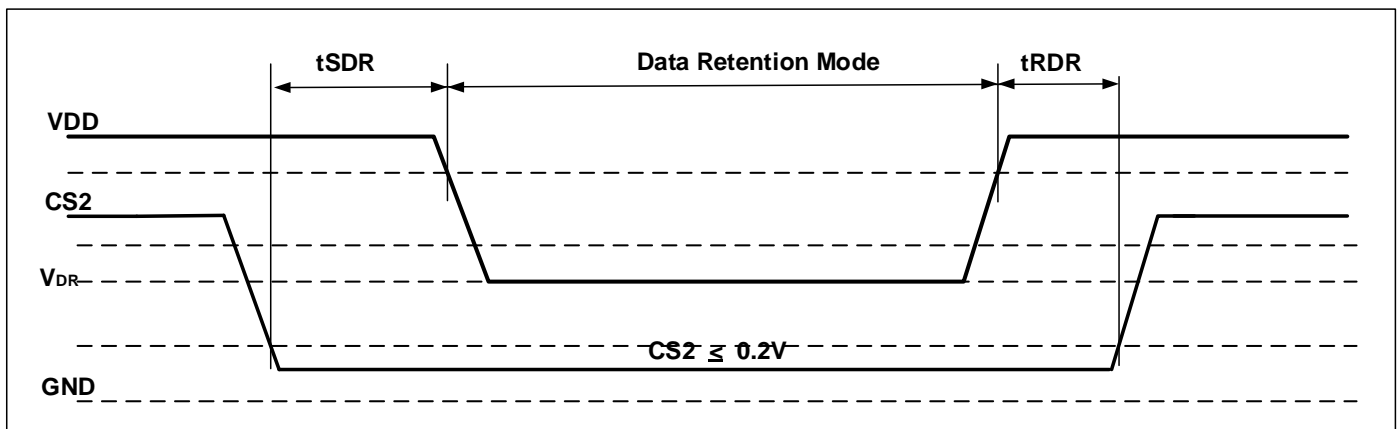 tSDR Data Retention Mode tRDR
VDD
CS2
VDR
CS2 ≤ 0.2V
GND